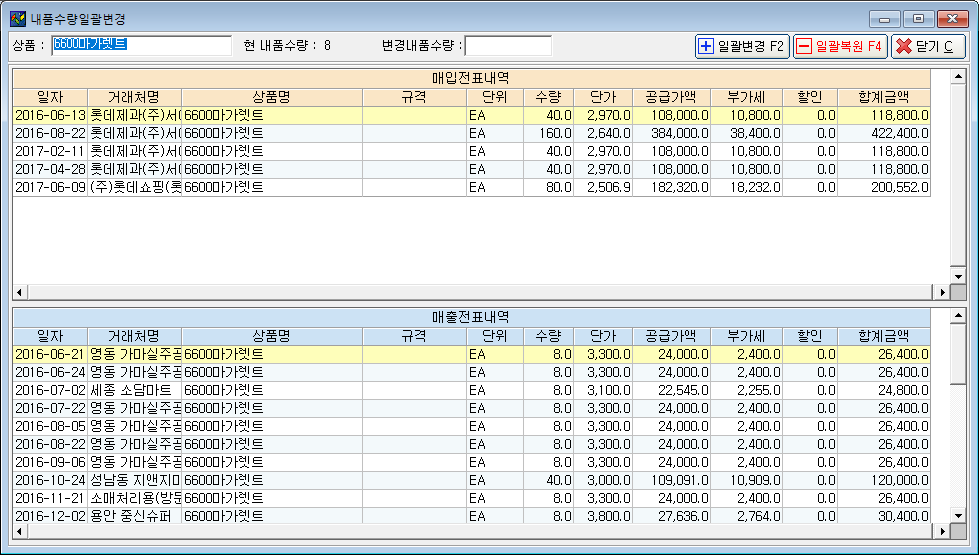 내품수량일괄변경
상품 : 6600마가렛트 현 내품수량 : 8 변경내품수량 : 일괄변경 F2 일괄복원 F4 닫기 C
매입전표내역
일자 거래처명 상품명 규격 단위 수량 단가 공급가액 부가세 할인 합계금액
2016-06-13 롯데제과(주)서 6600마가렛트 EA 40.0 2,970.0 108,000.0 10,800.0 0.0 118,800.0
2016-08-22 롯데제과(주)서 6600마가렛트 EA 160.0 2,640.0 384,000.0 38,400.0 0.0 422,400.0
2017-02-11 롯데제과(주)서 6600마가렛트 EA 40.0 2,970.0 108,000.0 10,800.0 0.0 118,800.0
2017-04-28 롯데제과(주)서 6600마가렛트 EA 40.0 2,970.0 108,000.0 10,800.0 0.0 118,800.0
2017-06-09 (주)롯데쇼핑(롯 6600마가렛트 EA 80.0 2,506.9 182,320.0 18,232.0 0.0 200,552.0
매출전표내역
일자 거래처명 상품명 규격 단위 수량 단가 공급가액 부가세 할인 합계금액
2016-06-21 영동 가마실주공 6600마가렛트 EA 8.0 3,300.0 24,000.0 2,400.0 0.0 26,400.0
2016-06-24 영동 가마실주공 6600마가렛트 EA 8.0 3,300.0 24,000.0 2,400.0 0.0 26,400.0
2016-07-02 세종 소담마트 6600마가렛트 EA 8.0 3,100.0 22,545.0 2,255.0 0.0 24,800.0
2016-07-22 영동 가마실주공 6600마가렛트 EA 8.0 3,300.0 24,000.0 2,400.0 0.0 26,400.0
2016-08-05 영동 가마실주공 6600마가렛트 EA 8.0 3,300.0 24,000.0 2,400.0 0.0 26,400.0
2016-08-22 영동 가마실주공 6600마가렛트 EA 8.0 3,300.0 24,000.0 2,400.0 0.0 26,400.0
2016-09-06 영동 가마실주공 6600마가렛트 EA 8.0 3,300.0 24,000.0 2,400.0 0.0 26,400.0
2016-10-24 성남동 지앤지마 6600마가렛트 EA 40.0 3,000.0 109,091.0 10,909.0 0.0 120,000.0
2016-11-21 소매처리용(방문 6600마가렛트 EA 8.0 3,300.0 24,000.0 2,400.0 0.0 26,400.0
2016-12-02 용안 중신슈퍼 6600마가렛트 EA 8.0 3,800.0 27,636.0 2,764.0 0.0 30,400.0